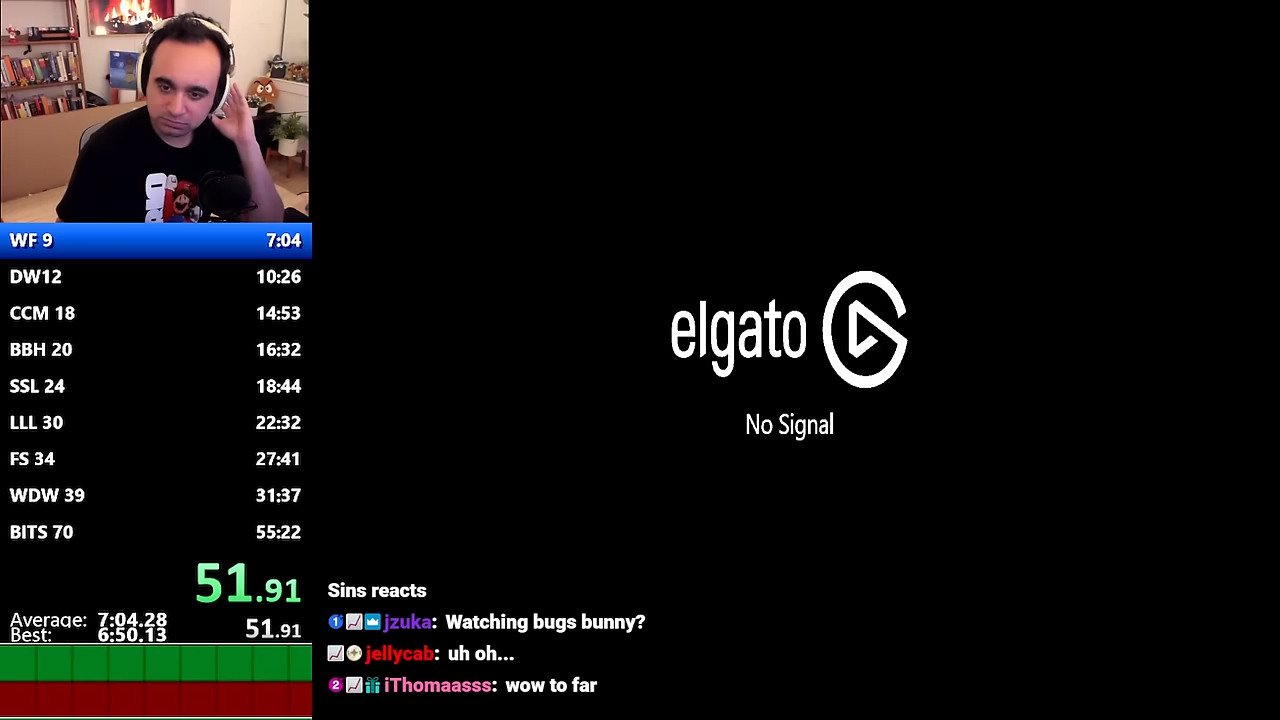 WF 9 7:04
DW12 10:26
CCM 18 14:53
BBH 20 16:32
SSL 24 18:44
LLL 30 22:32
FS 34 27:41
WDW 39 31:37
BITS 70 55:22
51.91
Average: 7:04.28
Best: 6:50.13 51.91
elgato
No Signal
Sins reacts
1 jzuka: Watching bugs bunny?
jellycab: uh oh...
2 iThomaasss: wow to far